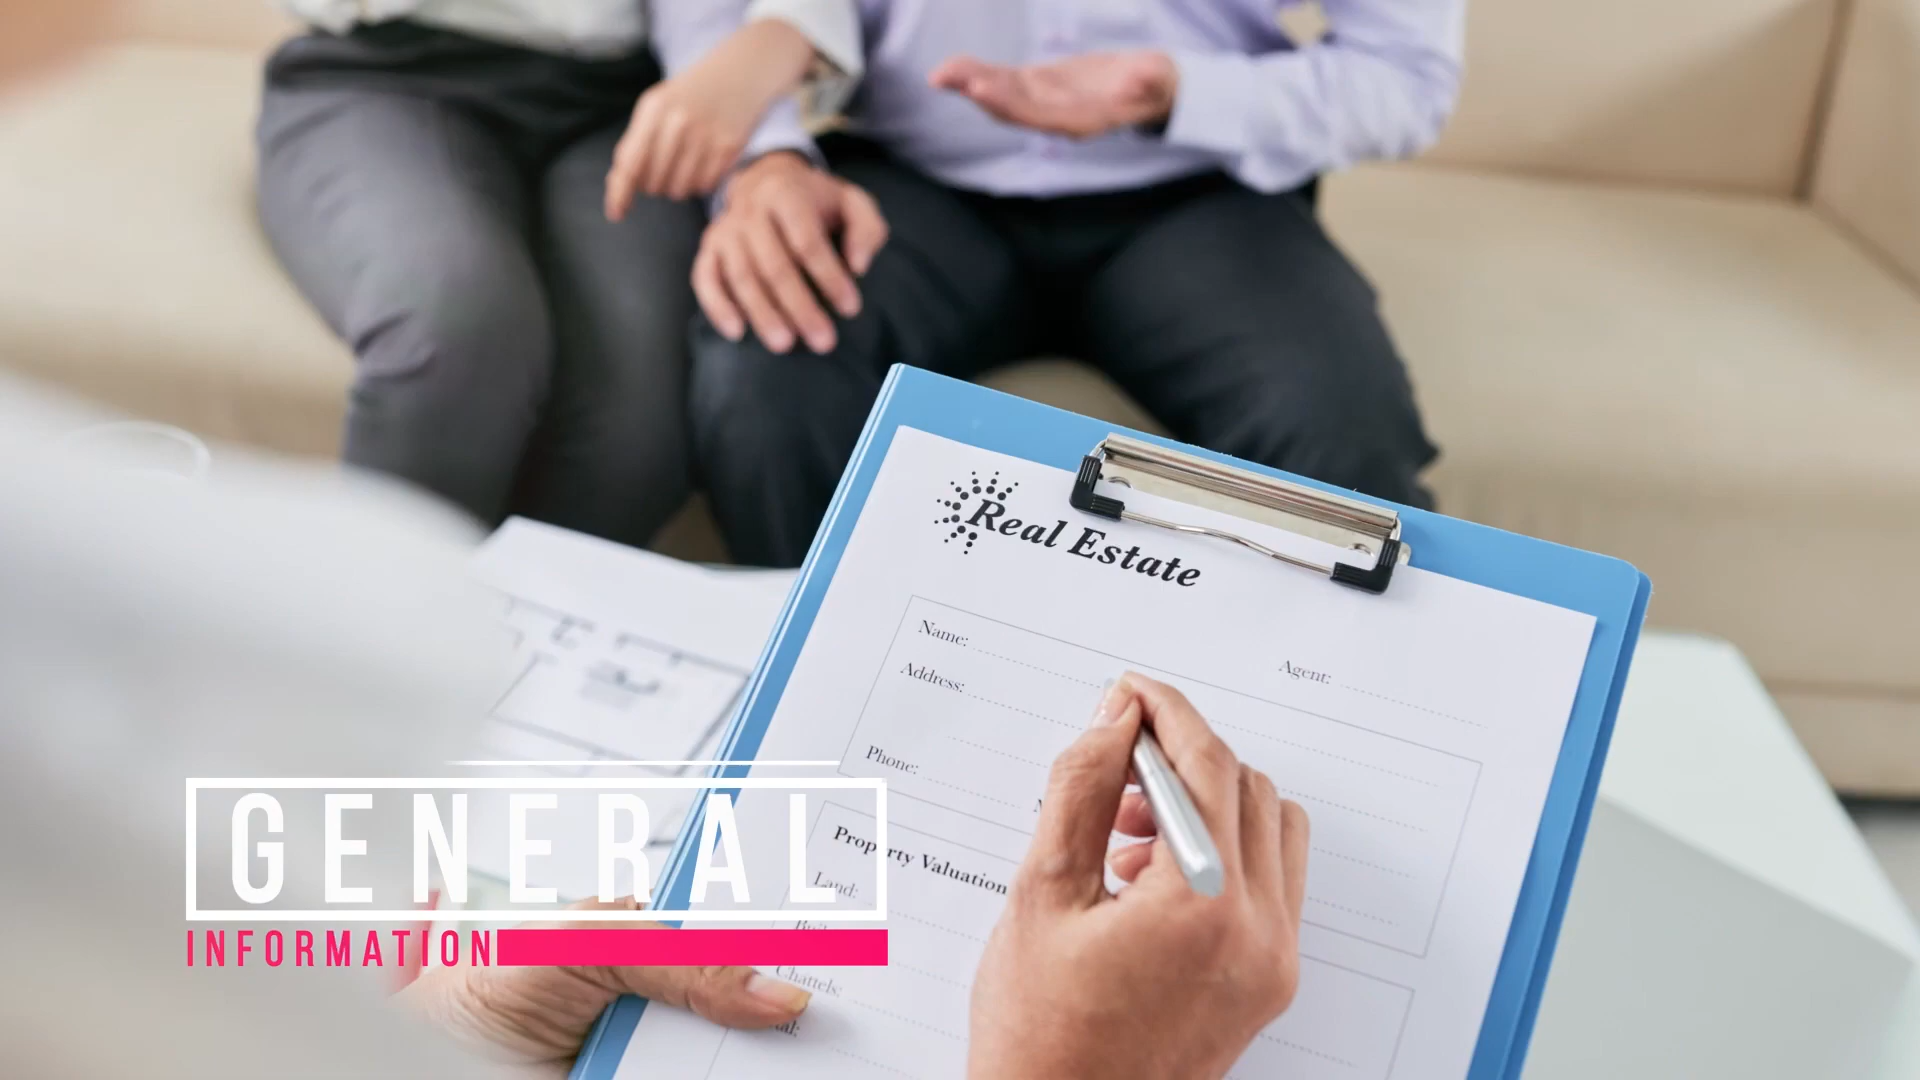 Real Estate
Name:
Agent:
Address:
Phone:
GENERAL
Property Valuation
Land:
INFORMATION
Chattels: